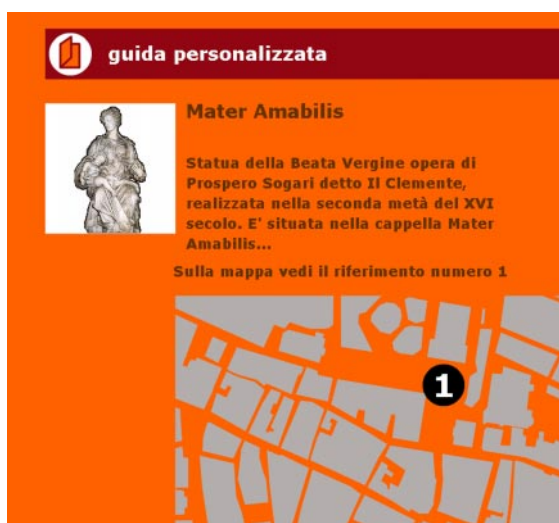 guida personalizzata
Mater Amabilis
Statua della Beata Vergine opera di
Prospero Sogari detto Il Clemente,
realizzata nella seconda metà del XVI
secolo. E' situata nella cappella Mater
Amabilis...
Sulla mappa vedi il riferimento numero 1
1